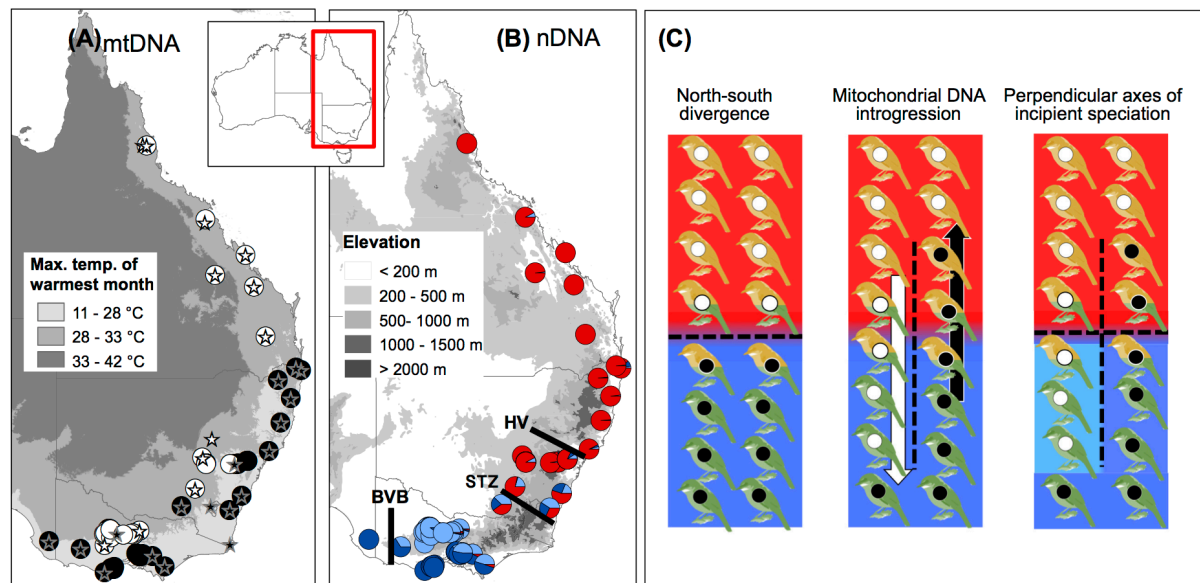 (A) mtDNA
Max. temp. of
warmest month
11 - 28 °C
28 - 33 °C
33 - 42 °C
(B) nDNA
Elevation
< 200 m
200 - 500 m
500- 1000 m
1000 - 1500 m
> 2000 m
HV
STZ
BVB
(C)
North-south
divergence
Mitochondrial DNA
introgression
Perpendicular axes of
incipient speciation